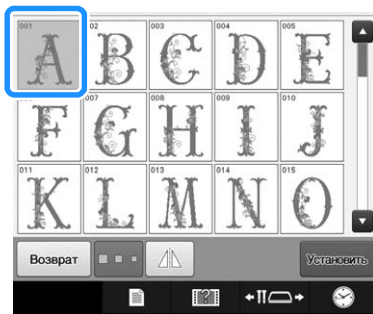 001 02 003 004 005
A B C D E
007 008 009 010
F G H I J
011 012 013 014 015
K L M N O
Возврат Установить
?